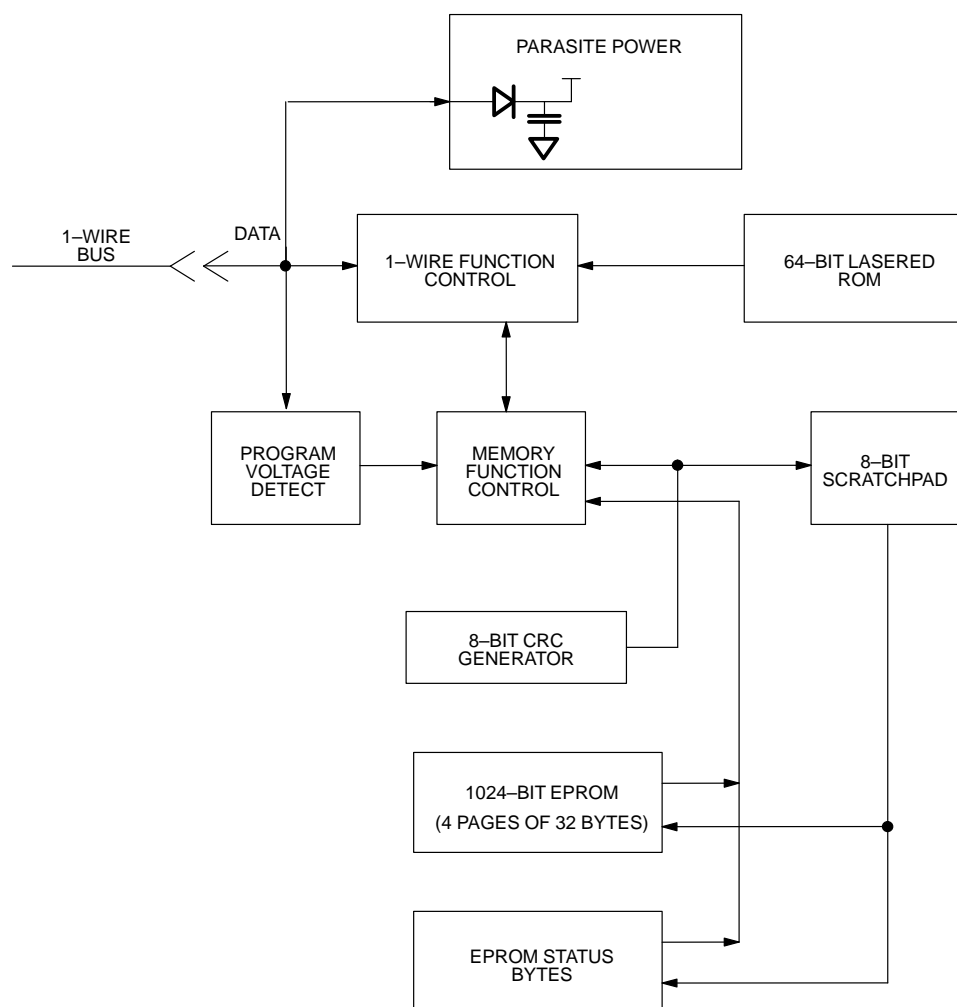 PARASITE POWER
1–WIRE
BUS
DATA
1–WIRE FUNCTION
CONTROL
64–BIT LASERED
ROM
PROGRAM
VOLTAGE
DETECT
MEMORY
FUNCTION
CONTROL
8–BIT
SCRATCHPAD
8–BIT CRC
GENERATOR
1024–BIT EPROM
(4 PAGES OF 32 BYTES)
EPROM STATUS
BYTES